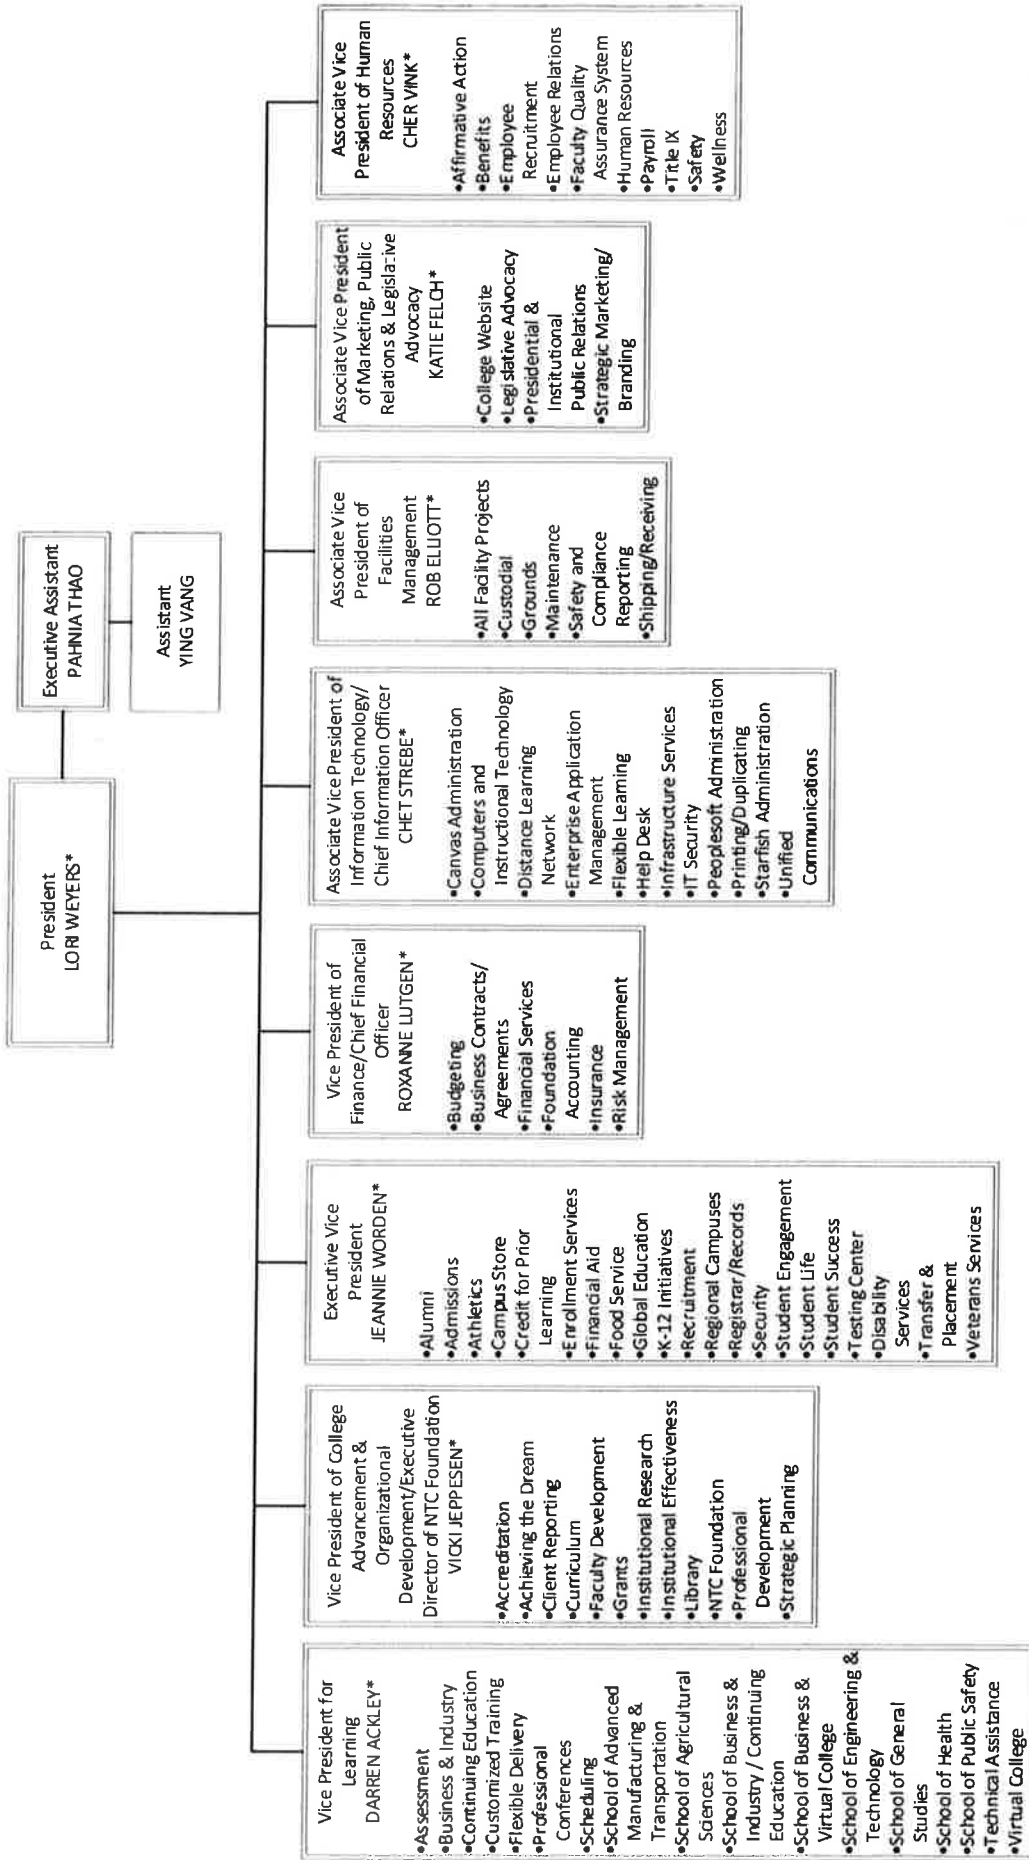 President
LORI WEYERS*
Executive Assistant
PAHNIA THAO
Assistant
YING VANG
Vice President for
Learning
DARREN ACKLEY*
•Assessment
•Business & Industry
•Continuing Education
•Customized Training
•Flexible Delivery
•Professional
Conferences
•Scheduling
•School of Advanced
Manufacturing &
Transportation
•School of Agricultural
Sciences
•School of Business &
Industry / Continuing
Education
•School of Business &
Virtual College
•School of Engineering &
Technology
•School of General
Studies
•School of Health
•School of Public Safety
•Technical Assistance
•Virtual College
Vice President of College
Advancement &
Organizational
Development/Executive
Director of NTC Foundation
VICKI JEPPESEN*
•Accreditation
•Achieving the Dream
•Client Reporting
•Curriculum
•Faculty Development
•Grants
•Institutional Research
•Institutional Effectiveness
•Library
•NTC Foundation
•Professional
Development
•Strategic Planning
Executive Vice
President
JEANNIE WORDEN*
•Alumni
•Admissions
•Athletics
•Campus Store
•Credit for Prior
Learning
•Enrollment Services
•Financial Aid
•Food Service
•Global Education
•K-12 Initiatives
•Recruitment
•Regional Campuses
•Registrar/Records
•Security
•Student Engagement
•Student Life
•Student Success
•Testing Center
•Disability
Services
•Transfer &
Placement
•Veterans Services
Vice President of
Finance/Chief Financial
Officer
ROXANNE LUTGEN*
•Budgeting
•Business Contracts/
Agreements
•Financial Services
•Foundation
Accounting
•Insurance
•Risk Management
Associate Vice President of
Information Technology/
Chief Information Officer
CHET STREBE*
•Canvas Administration
•Computers and
Instructional Technology
•Distance Learning
Network
•Enterprise Application
Management
•Flexible Learning
•Help Desk
•Infrastructure Services
•IT Security
•Peoplesoft Administration
•Printing/Duplicating
•Starfish Administration
•Unified
Communications
Associate Vice
President of
Facilities
Management
ROB ELLIOTT*
•All Facility Projects
•Custodial
•Grounds
•Maintenance
•Safety and
Compliance
Reporting
•Shipping/Receiving
Associate Vice President
of Marketing, Public
Relations & Legislative
Advocacy
KATIE FELCH*
•College Website
•Legislative Advocacy
•Presidential &
Institutional
Public Relations
•Strategic Marketing/
Branding
Associate Vice
President of Human
Resources
CHER VINK*
•Affirmative Action
•Benefits
•Employee
Recruitment
•Employee Relations
•Faculty Quality
Assurance System
•Human Resources
•Payroll
•Title IX
•Safety
•Wellness